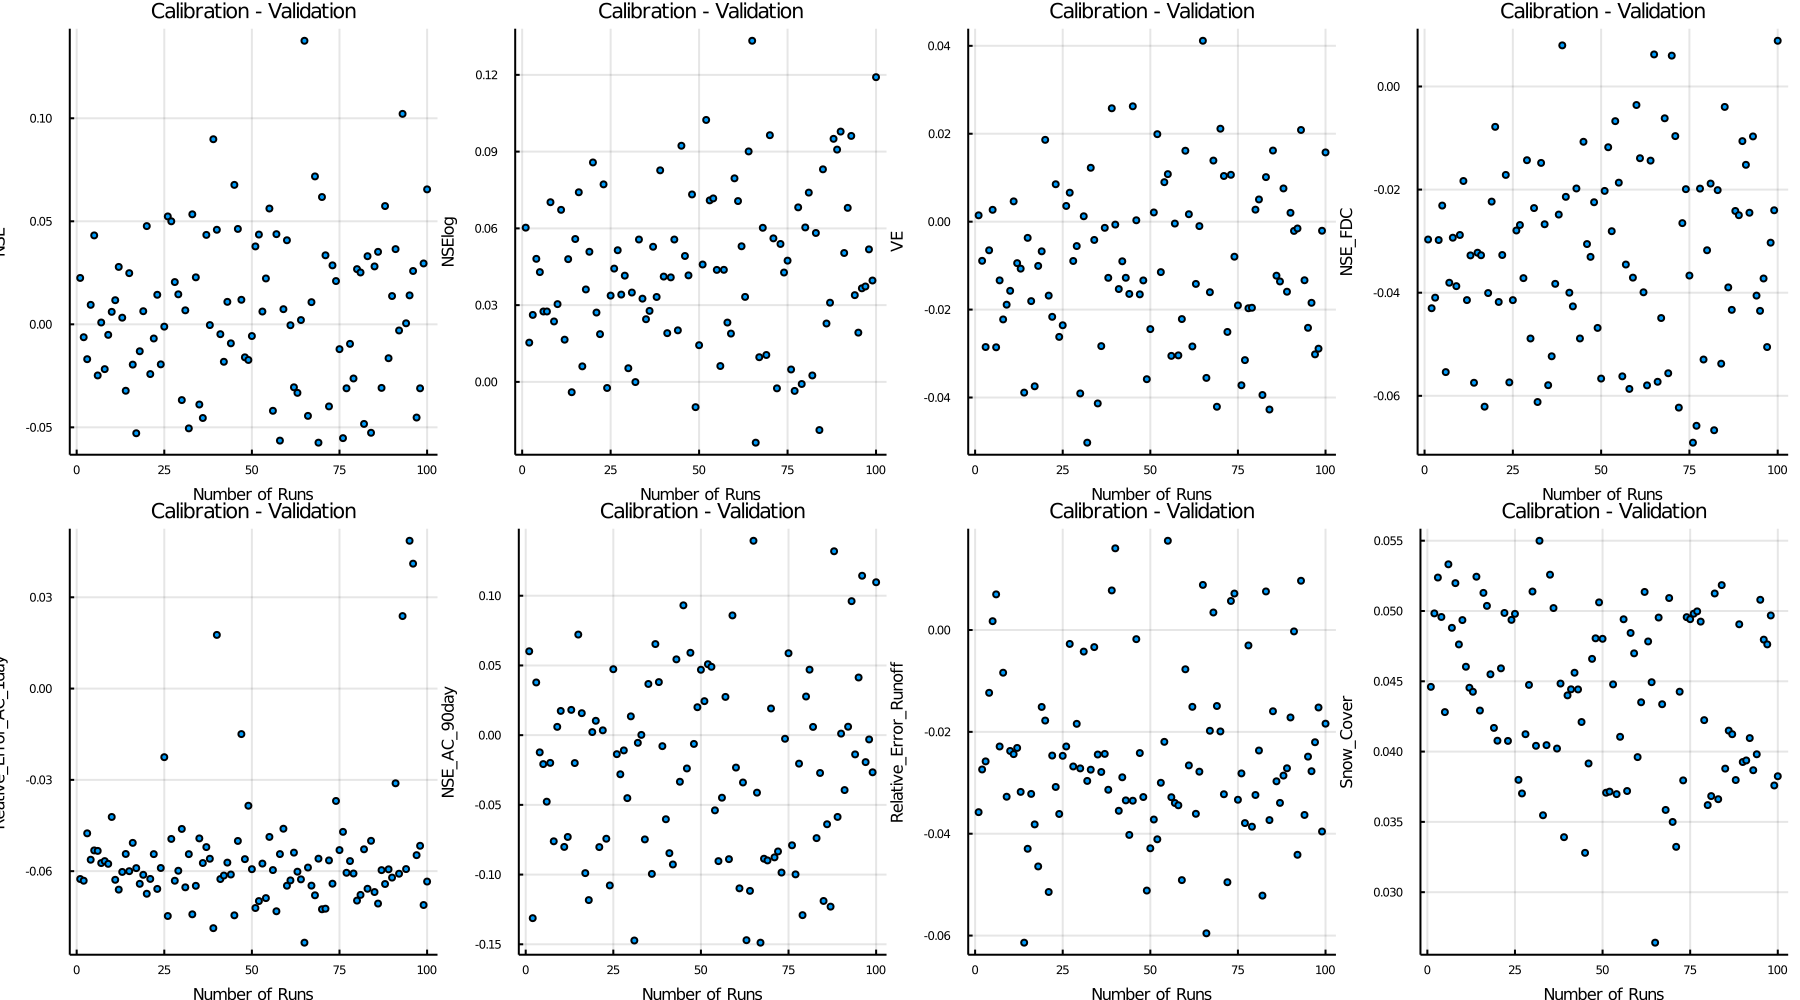 Calibration - Validation
Calibration - Validation
Calibration - Validation
Calibration - Validation
0.10
0.05
0.00
-0.05
0 25 50 75 100
Number of Runs
NSElog
0.12
0.09
0.06
0.03
0.00
0 25 50 75 100
Number of Runs
VE
0.04
0.02
0.00
-0.02
-0.04
0 25 50 75 100
Number of Runs
NSE_FDC
0.00
-0.02
-0.04
-0.06
0 25 50 75 100
Number of Runs
Calibration - Validation
Calibration - Validation
Calibration - Validation
Calibration - Validation
0.03
0.00
-0.03
-0.06
0 25 50 75 100
Number of Runs
NSE_AC_90day
0.10
0.05
0.00
-0.05
-0.10
-0.15
0 25 50 75 100
Number of Runs
Relative_Error_Runoff
0.00
-0.02
-0.04
-0.06
0 25 50 75 100
Number of Runs
Snow_Cover
0.055
0.050
0.045
0.040
0.035
0.030
0 25 50 75 100
Number of Runs